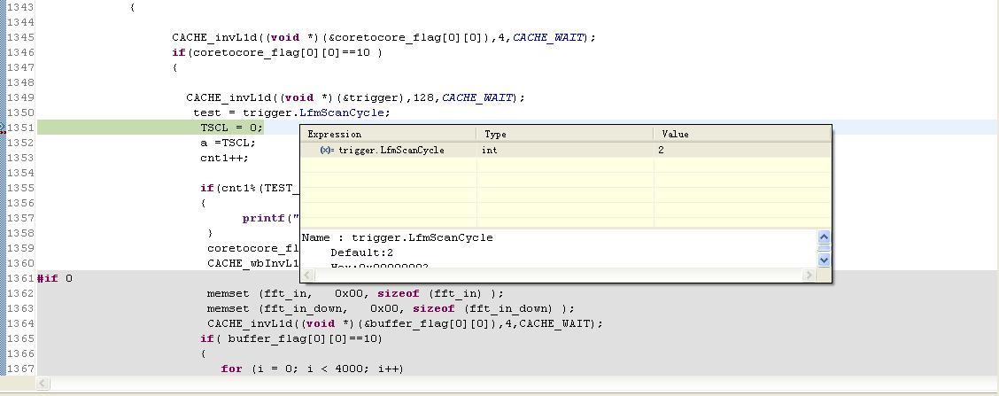 1343 {
1344
1345 CACHE_invL1d((void *)(&coretocore_flag[0][0]),4,CACHE_WAIT);
1346 if(coretocore_flag[0][0]==10 )
1347 {
1348
1349 CACHE_invL1d((void *)(&trigger),128,CACHE_WAIT);
1350 test = trigger.LfmScanCycle;
1351 TSCL = 0;
1352 a =TSCL;
1353 cnt1++;
1354
1355 if(cnt1%(TEST_
1356 {
1357 printf("
1358 }
1359 coretocore_fl
1360 CACHE_wbInvL1
Expression Type Value
(x)= trigger.LfmScanCycle int 2
Name : trigger.LfmScanCycle
Default:2
Hex:0x00000002
1361 #if 0
1362 memset (fft_in, 0x00, sizeof (fft_in) );
1363 memset (fft_in_down, 0x00, sizeof (fft_in_down) );
1364 CACHE_invL1d((void *)(&buffer_flag[0][0]),4,CACHE_WAIT);
1365 if( buffer_flag[0][0]==10)
1366 {
1367 for (i = 0; i < 4000; i++)